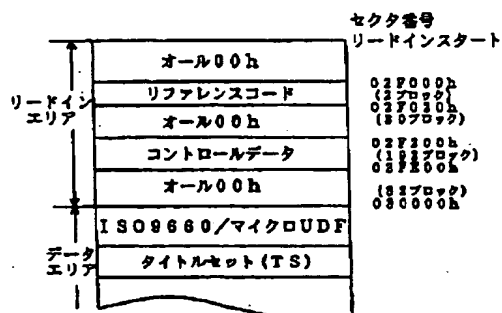 セクタ番号
リードインスタート
オール00h
リファレンスコード
オール00h
コントロールデータ
オール00h
リードイン
エリア
02F000h
(2ブロック)
02F020h
(30ブロック)
02F200h
(192ブロック)
02FE00h
(32ブロック)
030000h
ISO9660/マイクロUDF
データ
エリア
タイトルセット(TS)